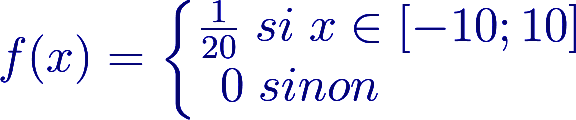 f(x) = { 1/20 si x ∈ [−10; 10]
0 sinon